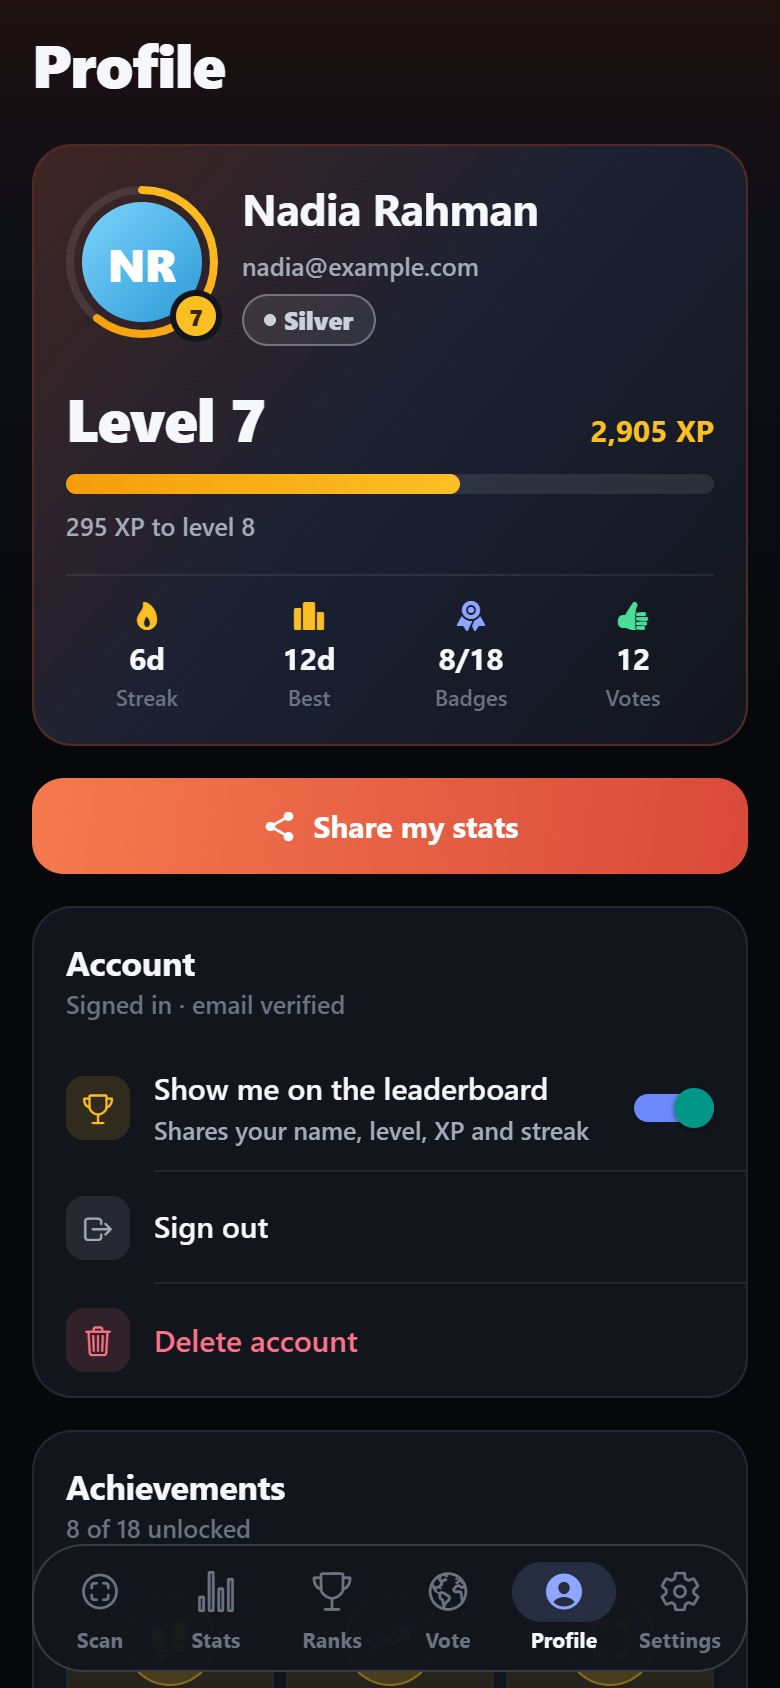 Profile
NR
7
Nadia Rahman
nadia@example.com
Silver
Level 7
2,905 XP
295 XP to level 8
6d
12d
8/18
12
Streak
Best
Badges
Votes
Share my stats
Account
Signed in · email verified
Show me on the leaderboard
Shares your name, level, XP and streak
Sign out
Delete account
Achievements
8 of 18 unlocked
Scan
Stats
Ranks
Vote
Profile
Settings